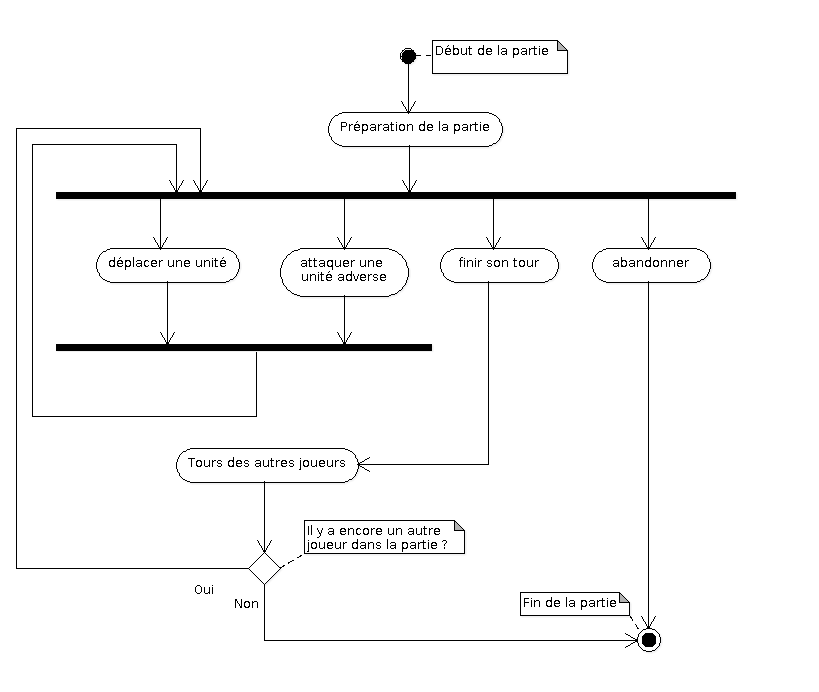 Début de la partie
Préparation de la partie
déplacer une unité
attaquer une
unité adverse
finir son tour
abandonner
Tours des autres joueurs
Il y a encore un autre
joueur dans la partie ?
Oui
Non
Fin de la partie